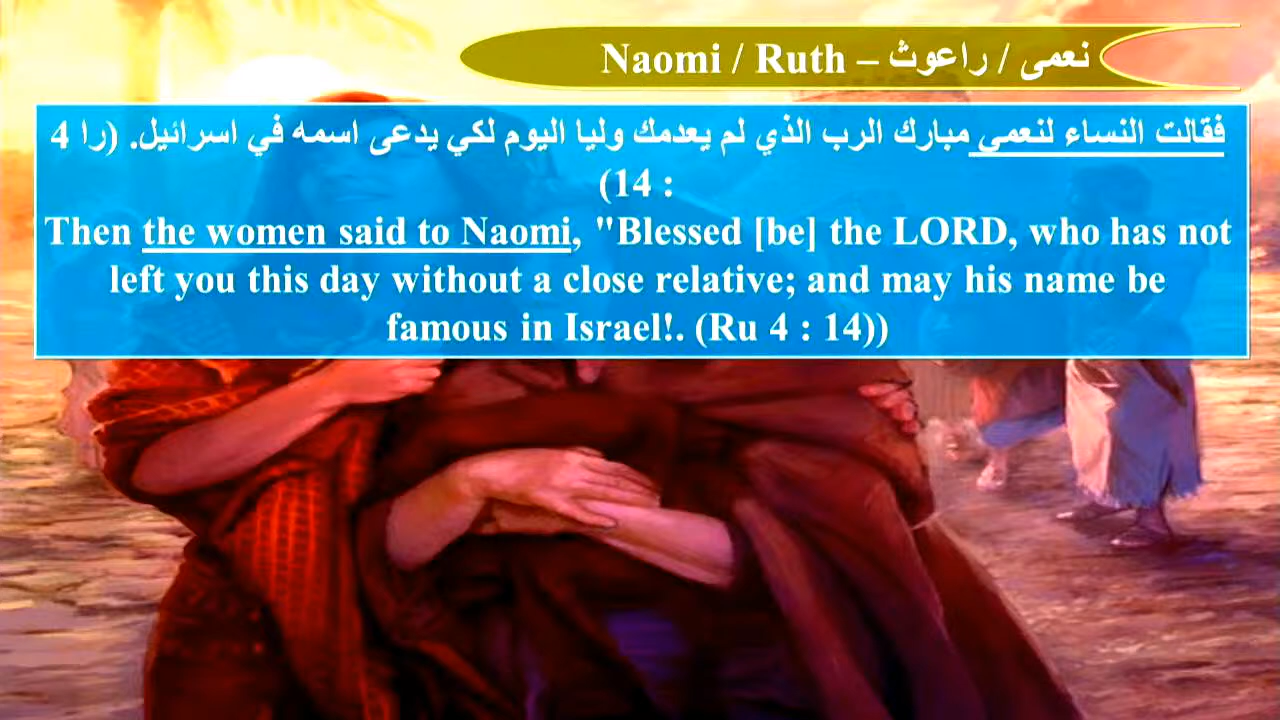 Naomi / Ruth – نعمى / راعوث
فقالت النساء لنعمي مبارك الرب الذي لم يعدمك وليا اليوم لكي يدعى اسمه في اسرائيل. (را 4
: 14)
Then the women said to Naomi, "Blessed [be] the LORD, who has not
left you this day without a close relative; and may his name be
famous in Israel!. (Ru 4 : 14))